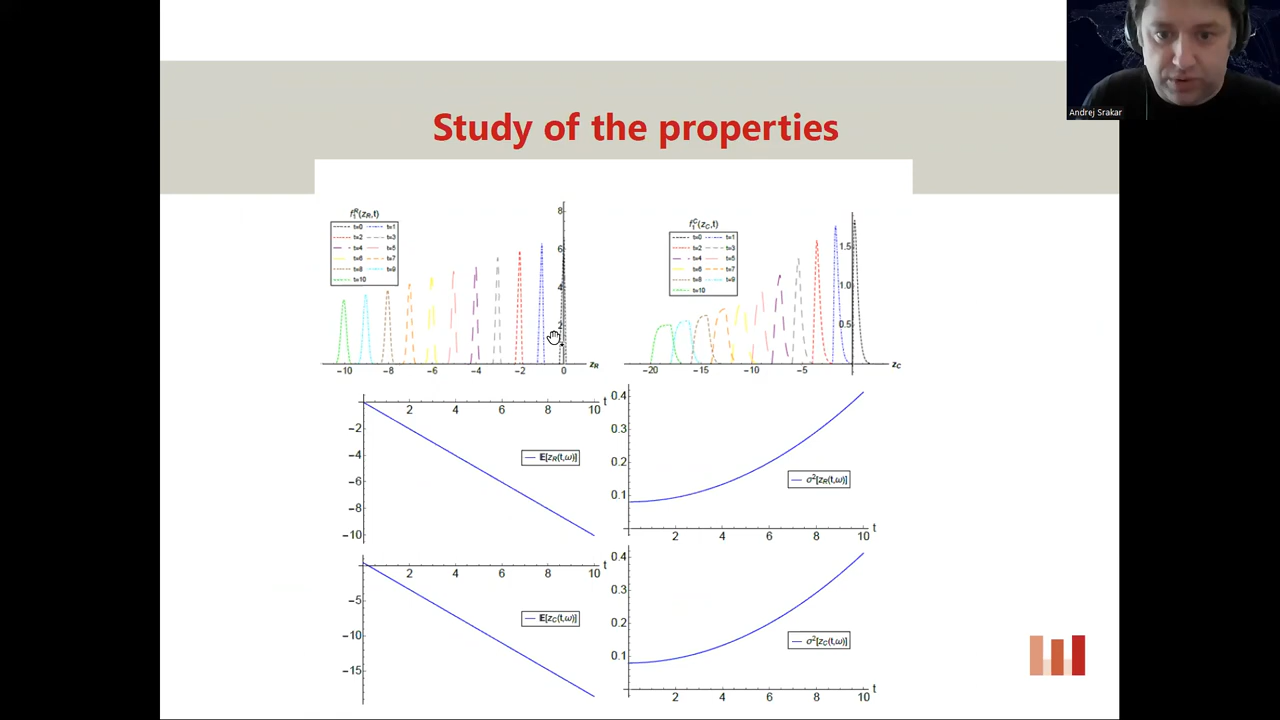 Andrej Srakar
Study of the properties
f₁ᴿ(z_R,t)
t=0 t=1
t=2 t=3
t=4 t=5
t=6 t=7
t=8 t=9
t=10
8
6
4
2
-10 -8 -6 -4 -2 0 z_R
f₁ᶜ(z_C,t)
t=0 t=1
t=2 t=3
t=4 t=5
t=6 t=7
t=8 t=9
t=10
1.5
1.0
0.5
-20 -15 -10 -5 0 z_C
2 4 6 8 10 t
-2
-4
-6
-8
-10
E[z_R(t,ω)]
0.4
0.3
0.2
0.1
2 4 6 8 10 t
σ²[z_R(t,ω)]
2 4 6 8 10 t
-5
-10
-15
E[z_C(t,ω)]
0.4
0.3
0.2
0.1
2 4 6 8 10 t
σ²[z_C(t,ω)]